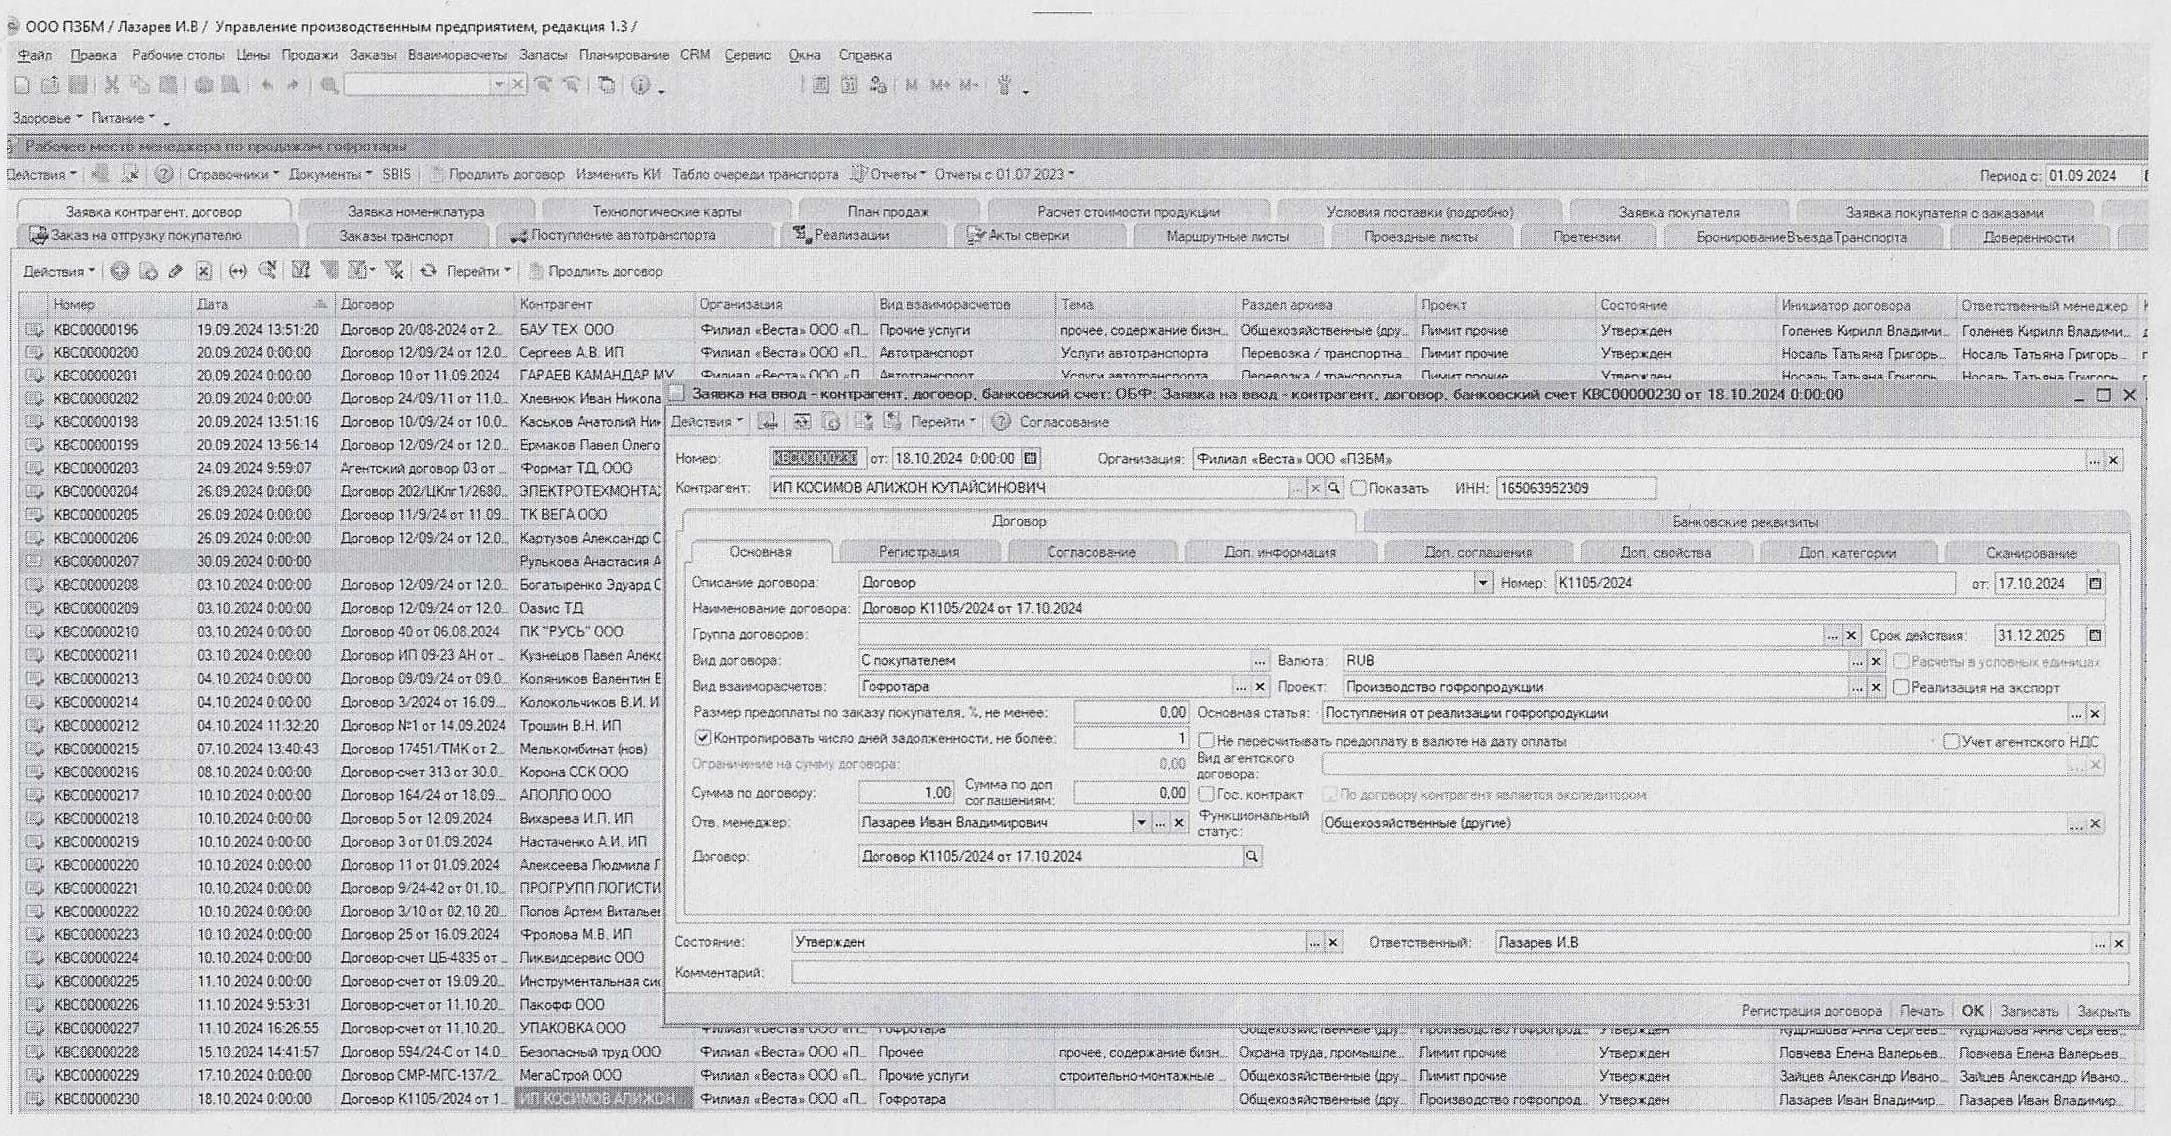 ООО ПЗБМ / Лазарев И.В / Управление производственным предприятием, редакция 1.3 /
Файл Правка Рабочие столы Цены Продажи Заказы Взаиморасчеты Запасы Планирование CRM Сервис Окна Справка
M M+ M-
Здоровье Питание
Рабочее место менеджера по продажам гофротары
Действия Справочники Документы SBIS Продлить договор Изменить КИ Табло очереди транспорта Отчеты Отчеты с 01.07.2023 Период с: 01.09.2024
Заявка контрагент, договор Заявка номенклатура Технологические карты План продаж Расчет стоимости продукции Условия поставки (подробно) Заявка покупателя Заявка покупателя с заказами
Заказ на отгрузку покупателю Заказы транспорт Поступление автотранспорта Реализации Акты сверки Маршрутные листы Проездные листы Претензии БронированиеВъездаТранспорта Доверенности
Действия Перейти Продлить договор
Номер Дата Договор Контрагент Организация Вид взаиморасчетов Тема Раздел архива Проект Состояние Инициатор договора Ответственный менеджер
КВС00000196 19.09.2024 13:51:20 Договор 20/08-2024 от 2... БАУ ТЕХ ООО Филиал «Веста» ООО «П... Прочие услуги прочее, содержание бизн... Общехозяйственные (дру... Лимит прочие Утвержден Голенев Кирилл Владими... Голенев Кирилл Владими...
КВС00000200 20.09.2024 0:00:00 Договор 12/09/24 от 12.0... Сергеев А.В. ИП Филиал «Веста» ООО «П... Автотранспорт Услуги автотранспорта Перевозка / транспортна... Лимит прочие Утвержден Носаль Татьяна Григорь... Носаль Татьяна Григорь...
КВС00000201 20.09.2024 0:00:00 Договор 10 от 11.09.2024 ГАРАЕВ КАМАНДАР МУ Филиал «Веста» ООО «П... Автотранспорт Услуги автотранспорта Перевозка / транспортна... Лимит прочие Утвержден Носаль Татьяна Григорь... Носаль Татьяна Григорь...
КВС00000202 20.09.2024 0:00:00 Договор 24/09/11 от 11.0... Хлевнюк Иван Никола
КВС00000198 20.09.2024 13:51:16 Договор 10/09/24 от 10.0... Каськов Анатолий Ни
КВС00000199 20.09.2024 13:56:14 Договор 12/09/24 от 12.0... Ермаков Павел Олего
КВС00000203 24.09.2024 9:59:07 Агентский договор 03 от ... Формат ТД, ООО
КВС00000204 26.09.2024 0:00:00 Договор 202/ЦКлг1/2680... ЭЛЕКТРОТЕХМОНТА
КВС00000205 26.09.2024 0:00:00 Договор 11/9/24 от 11.09... ТК ВЕГА ООО
КВС00000206 26.09.2024 0:00:00 Договор 12/09/24 от 12.0... Картузов Александр С
КВС00000207 30.09.2024 0:00:00 Рулькова Анастасия А
КВС00000208 03.10.2024 0:00:00 Договор 12/09/24 от 12.0... Богатыренко Эдуард С
КВС00000209 03.10.2024 0:00:00 Договор 12/09/24 от 12.0... Оазис ТД
КВС00000210 03.10.2024 0:00:00 Договор 40 от 06.08.2024 ПК "РУСЬ" ООО
КВС00000211 03.10.2024 0:00:00 Договор ИП 09-23 АН от ... Кузнецов Павел Алекс
КВС00000213 04.10.2024 0:00:00 Договор 09/09/24 от 09.0... Коляников Валентин Е
КВС00000214 04.10.2024 0:00:00 Договор 3/2024 от 16.09... Колокольчиков В.И. И
КВС00000212 04.10.2024 11:32:20 Договор №1 от 14.09.2024 Трошин В.Н. ИП
КВС00000215 07.10.2024 13:40:43 Договор 17451/ТМК от 2... Мелькомбинат (нов)
КВС00000216 08.10.2024 0:00:00 Договор-счет 313 от 30.0... Корона ССК ООО
КВС00000217 10.10.2024 0:00:00 Договор 164/24 от 18.09... АПОЛЛО ООО
КВС00000218 10.10.2024 0:00:00 Договор 5 от 12.09.2024 Вихарева И.П. ИП
КВС00000219 10.10.2024 0:00:00 Договор 3 от 01.09.2024 Настаченко А.И. ИП
КВС00000220 10.10.2024 0:00:00 Договор 11 от 01.09.2024 Алексеева Людмила Г
КВС00000221 10.10.2024 0:00:00 Договор 9/24-42 от 01.10... ПРОГРУПП ЛОГИСТИ
КВС00000222 10.10.2024 0:00:00 Договор 3/10 от 02.10.20... Попов Артем Виталье
КВС00000223 10.10.2024 0:00:00 Договор 25 от 16.09.2024 Фролова М.В. ИП
КВС00000224 10.10.2024 0:00:00 Договор-счет ЦБ-4835 от ... Ликвидсервис ООО
КВС00000225 11.10.2024 0:00:00 Договор-счет от 19.09.20... Инструментальная сис
КВС00000226 11.10.2024 9:53:31 Договор-счет от 11.10.20... Пакофф ООО
КВС00000227 11.10.2024 16:26:55 Договор-счет от 11.10.20... УПАКОВКА ООО Филиал «Веста» ООО «П... Гофротара Общехозяйственные (дру... Производство гофропрод... Утвержден Кудряшова Анна Сергеев... Кудряшова Анна Сергеев...
КВС00000228 15.10.2024 14:41:57 Договор 594/24-С от 14.0... Безопасный труд ООО Филиал «Веста» ООО «П... Прочее прочее, содержание бизн... Охрана труда, промышле... Лимит прочие Утвержден Ловчева Елена Валерьев... Ловчева Елена Валерьев...
КВС00000229 17.10.2024 0:00:00 Договор СМР-МГС-137/2... МегаСтрой ООО Филиал «Веста» ООО «П... Прочие услуги строительно-монтажные ... Общехозяйственные (дру... Лимит прочие Утвержден Зайцев Александр Ивано... Зайцев Александр Ивано...
КВС00000230 18.10.2024 0:00:00 Договор К1105/2024 от 1... ИП КОСИМОВ АЛИЖОН Филиал «Веста» ООО «П... Гофротара Общехозяйственные (дру... Производство гофропрод... Утвержден Лазарев Иван Владимир... Лазарев Иван Владимир...
Заявка на ввод - контрагент, договор, банковский счет: ОБФ: Заявка на ввод - контрагент, договор, банковский счет КВС00000230 от 18.10.2024 0:00:00
Действия Перейти Согласование
Номер: КВС00000230 от: 18.10.2024 0:00:00 Организация: Филиал «Веста» ООО «ПЗБМ»
Контрагент: ИП КОСИМОВ АЛИЖОН КУПАЙСИНОВИЧ Показать ИНН: 165063952309
Договор Банковские реквизиты
Основная Регистрация Согласование Доп. информация Доп. соглашения Доп. свойства Доп. категории Сканирование
Описание договора: Договор Номер: К1105/2024 от: 17.10.2024
Наименование договора: Договор К1105/2024 от 17.10.2024
Группа договоров: Срок действия: 31.12.2025
Вид договора: С покупателем Валюта: RUB Расчеты в условных единицах
Вид взаиморасчетов: Гофротара Проект: Производство гофропродукции Реализация на экспорт
Размер предоплаты по заказу покупателя, %, не менее: 0,00 Основная статья: Поступления от реализации гофропродукции
Контролировать число дней задолженности, не более: 1 Не пересчитывать предоплату в валюте на дату оплаты Учет агентского НДС
Ограничение на сумму договора: 0,00 Вид агентского договора:
Сумма по договору: 1,00 Сумма по доп соглашениям: 0,00 Гос. контракт По договору контрагент является экспедитором
Отв. менеджер: Лазарев Иван Владимирович Функциональный статус: Общехозяйственные (другие)
Договор: Договор К1105/2024 от 17.10.2024
Состояние: Утвержден Ответственный: Лазарев И.В
Комментарий:
Регистрация договора Печать OK Записать Закрыть